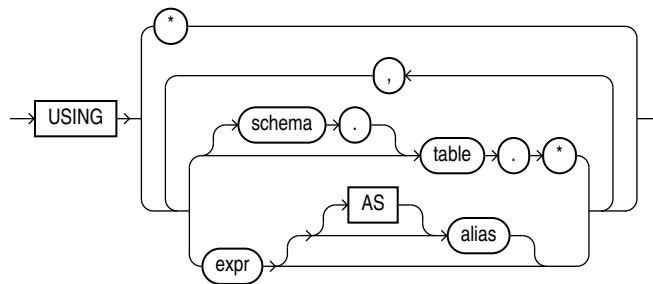 *
,
USING
schema .
table . *
AS
alias
expr